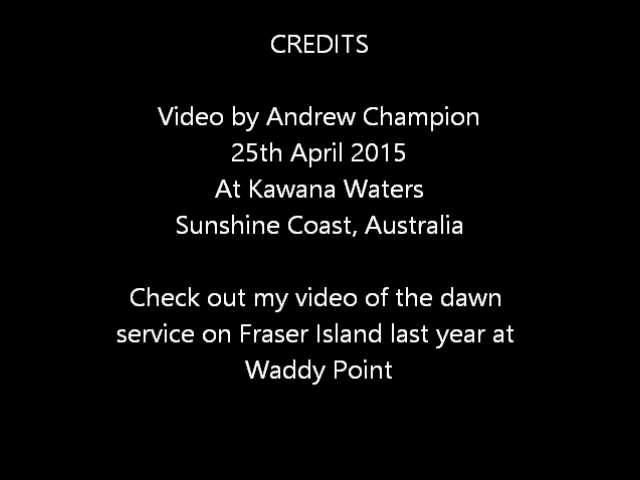 CREDITS
Video by Andrew Champion
25th April 2015
At Kawana Waters
Sunshine Coast, Australia
Check out my video of the dawn
service on Fraser Island last year at
Waddy Point